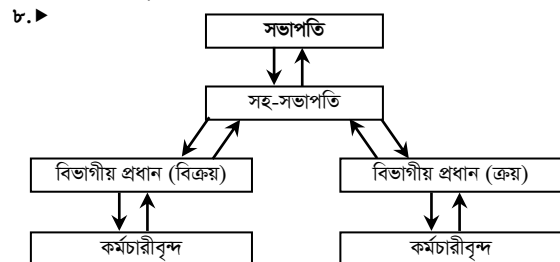 ৮.▶
সভাপতি
সহ-সভাপতি
বিভাগীয় প্রধান (বিক্রয়) বিভাগীয় প্রধান (ক্রয়)
কর্মচারীবৃন্দ কর্মচারীবৃন্দ